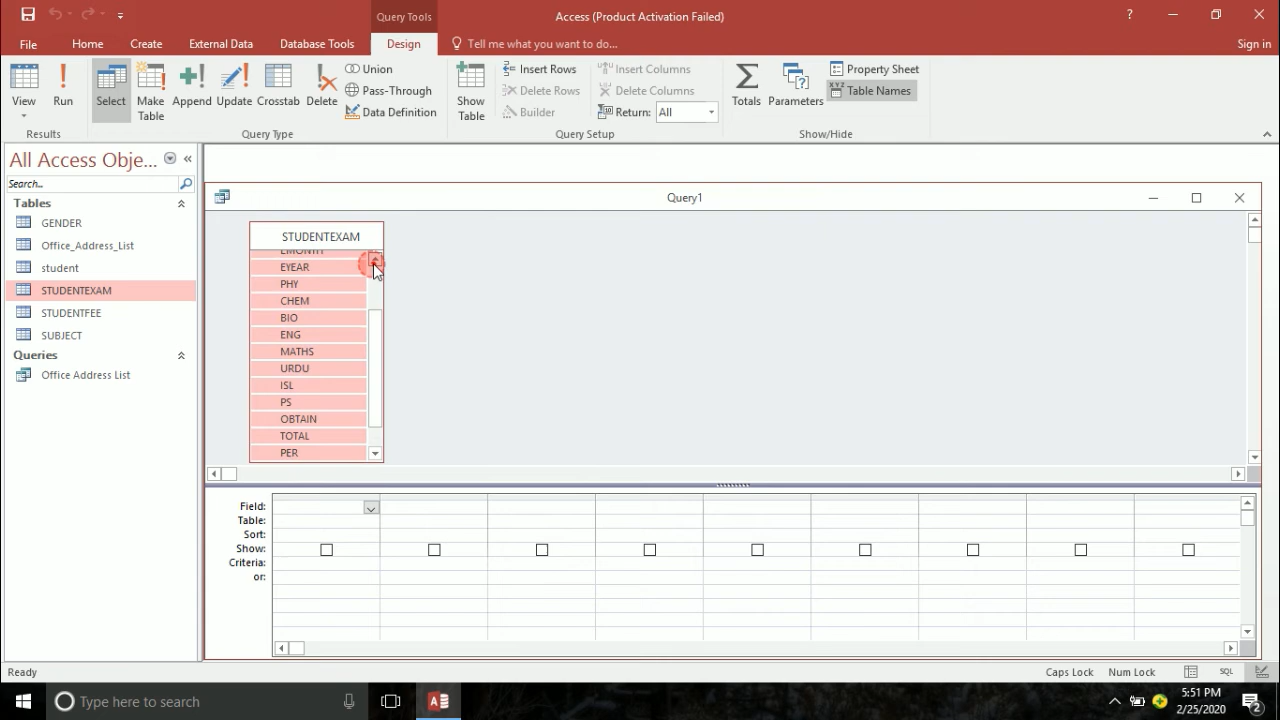 Query Tools
Access (Product Activation Failed)
?
File
Home
Create
External Data
Database Tools
Design
Tell me what you want to do...
Sign in
View
Run
Select
Make Table
Append
Update
Crosstab
Delete
Union
Pass-Through
Data Definition
Show Table
Insert Rows
Delete Rows
Builder
Insert Columns
Delete Columns
Return: All
Totals
Parameters
Property Sheet
Table Names
Results
Query Type
Query Setup
Show/Hide
All Access Obje...
Search...
Tables
GENDER
Office_Address_List
student
STUDENTEXAM
STUDENTFEE
SUBJECT
Queries
Office Address List
Query1
STUDENTEXAM
EMONTH
EYEAR
PHY
CHEM
BIO
ENG
MATHS
URDU
ISL
PS
OBTAIN
TOTAL
PER
Field:
Table:
Sort:
Show:
Criteria:
or:
Ready
Caps Lock
Num Lock
SQL
Type here to search
5:51 PM
2/25/2020
2